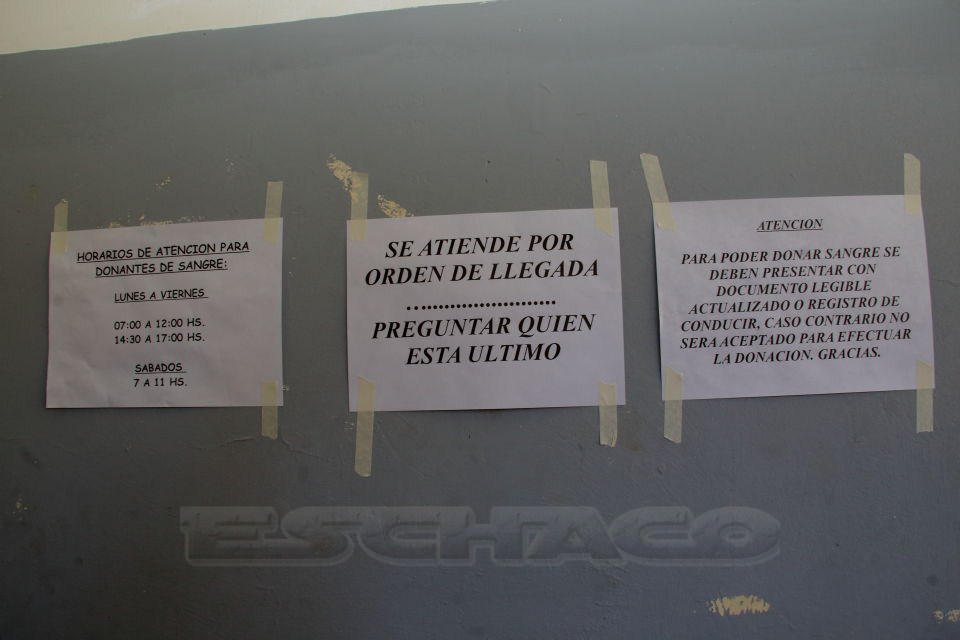 HORARIOS DE ATENCION PARA
DONANTES DE SANGRE:
LUNES A VIERNES
07:00 A 12:00 HS.
14:30 A 17:00 HS.
SABADOS
7 A 11 HS.
SE ATIENDE POR
ORDEN DE LLEGADA
........................
PREGUNTAR QUIEN
ESTA ULTIMO
ATENCION
PARA PODER DONAR SANGRE SE
DEBEN PRESENTAR CON
DOCUMENTO LEGIBLE
ACTUALIZADO O REGISTRO DE
CONDUCIR, CASO CONTRARIO NO
SERA ACEPTADO PARA EFECTUAR
LA DONACION. GRACIAS.
ESCHACO